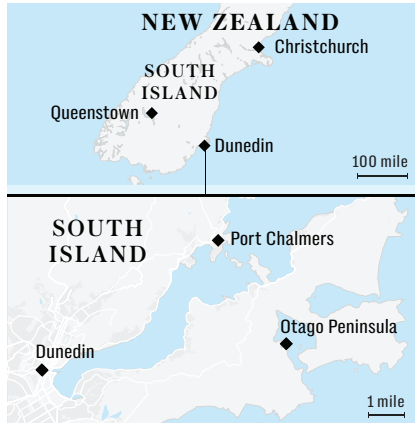 NEW ZEALAND
Christchurch
SOUTH
ISLAND
Queenstown
Dunedin
100 mile
SOUTH
ISLAND
Port Chalmers
Otago Peninsula
Dunedin
1 mile